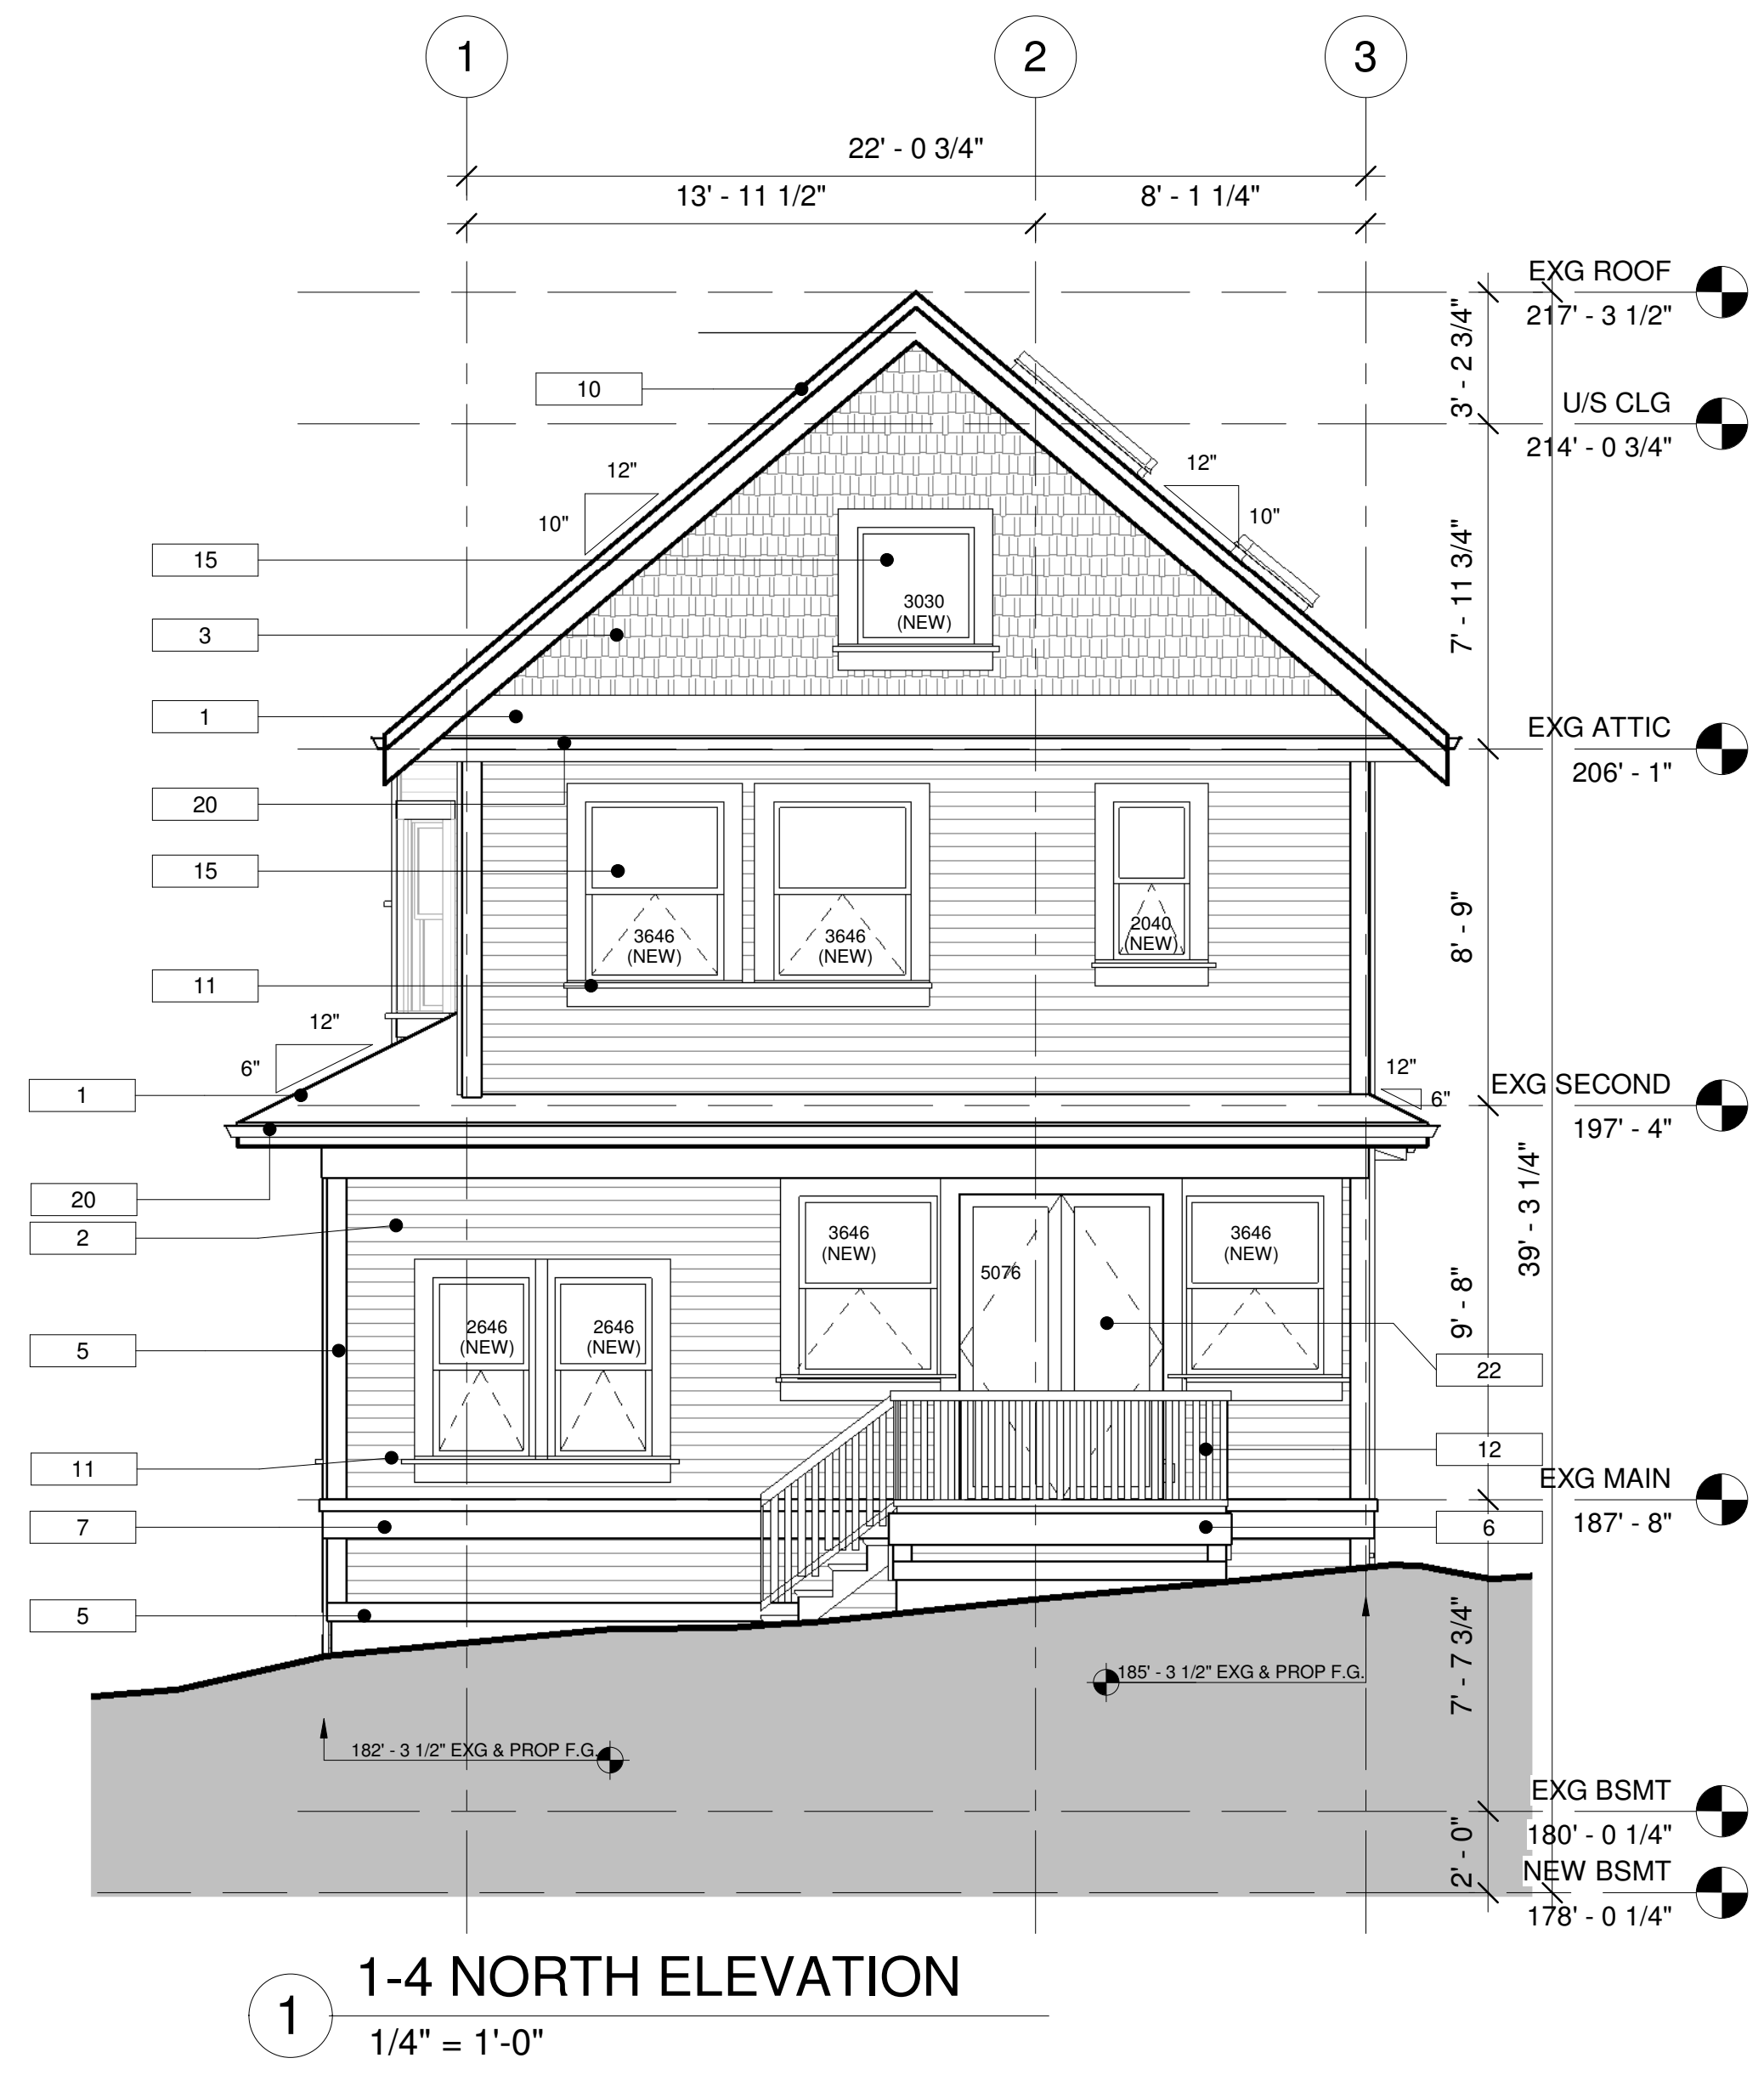 1
2
3
22' - 0 3/4"
13' - 11 1/2"
8' - 1 1/4"
EXG ROOF
217' - 3 1/2"
3' - 2 3/4"
10
U/S CLG
214' - 0 3/4"
12"
10"
12"
10"
15
3030
(NEW)
7' - 11 3/4"
3
1
EXG ATTIC
206' - 1"
20
15
3646
(NEW)
3646
(NEW)
2040
(NEW)
8' - 9"
11
12"
6"
12"
6"
1
EXG SECOND
197' - 4"
20
2
3646
(NEW)
5076
3646
(NEW)
39' - 3 1/4"
9' - 8"
2646
(NEW)
2646
(NEW)
5
22
11
12
EXG MAIN
187' - 8"
7
6
5
7' - 7 3/4"
185' - 3 1/2" EXG & PROP F.G.
182' - 3 1/2" EXG & PROP F.G.
EXG BSMT
180' - 0 1/4"
2' - 0"
NEW BSMT
178' - 0 1/4"
1
1-4 NORTH ELEVATION
1/4" = 1'-0"